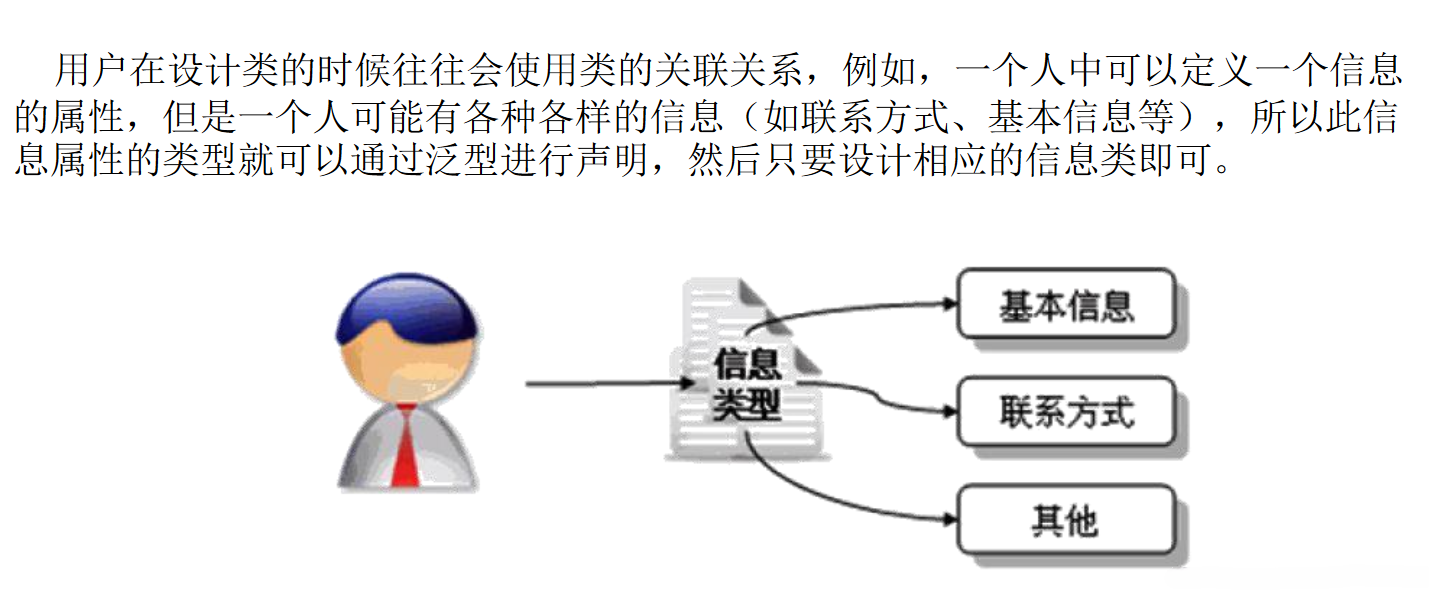 用户在设计类的时候往往会使用类的关联关系，例如，一个人中可以定义一个信息
的属性，但是一个人可能有各种各样的信息（如联系方式、基本信息等），所以此信
息属性的类型就可以通过泛型进行声明，然后只要设计相应的信息类即可。
基本信息
信息
类型
联系方式
其他